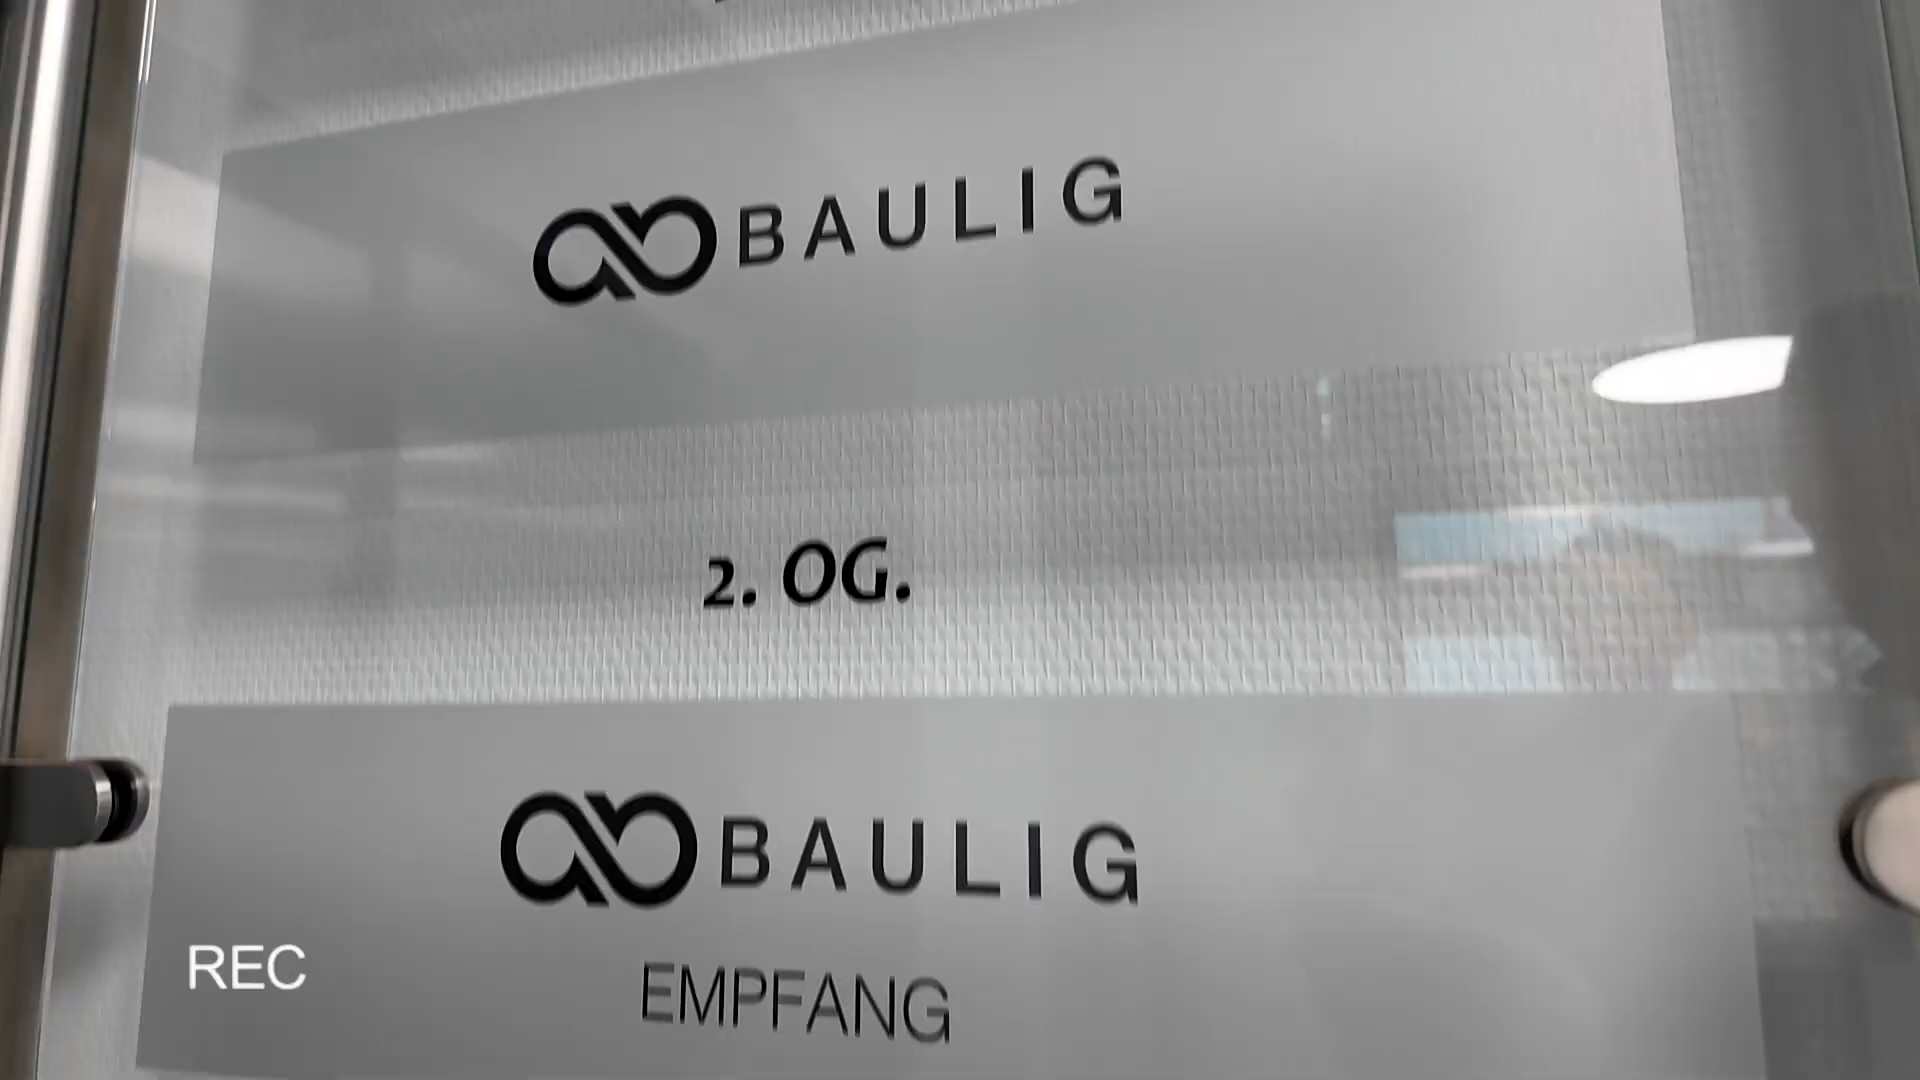 BAULIG
2. OG.
BAULIG
EMPFANG
REC